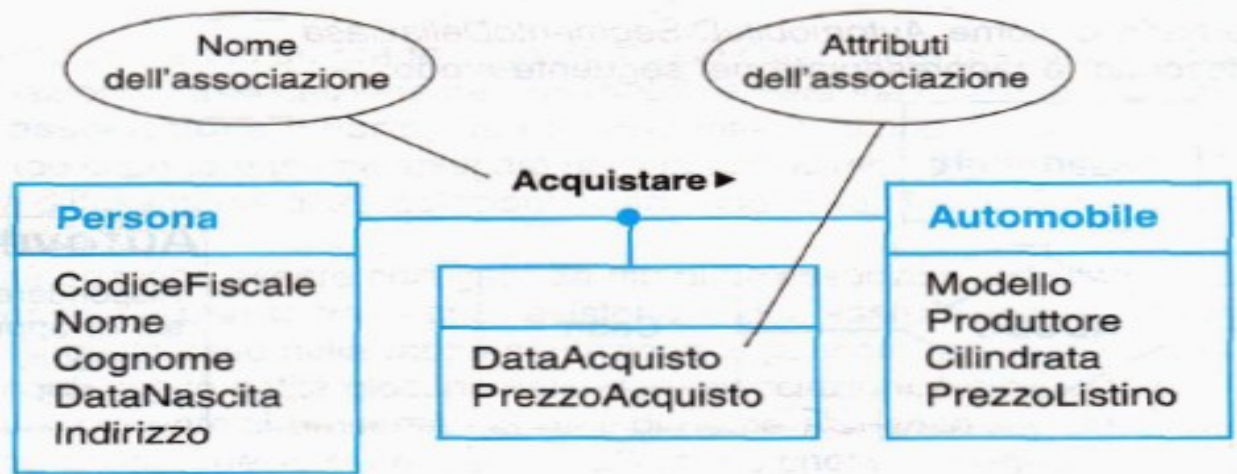 Nome
dell'associazione
Attributi
dell'associazione
Acquistare ►
Persona
CodiceFiscale
Nome
Cognome
DataNascita
Indirizzo
DataAcquisto
PrezzoAcquisto
Automobile
Modello
Produttore
Cilindrata
PrezzoListino